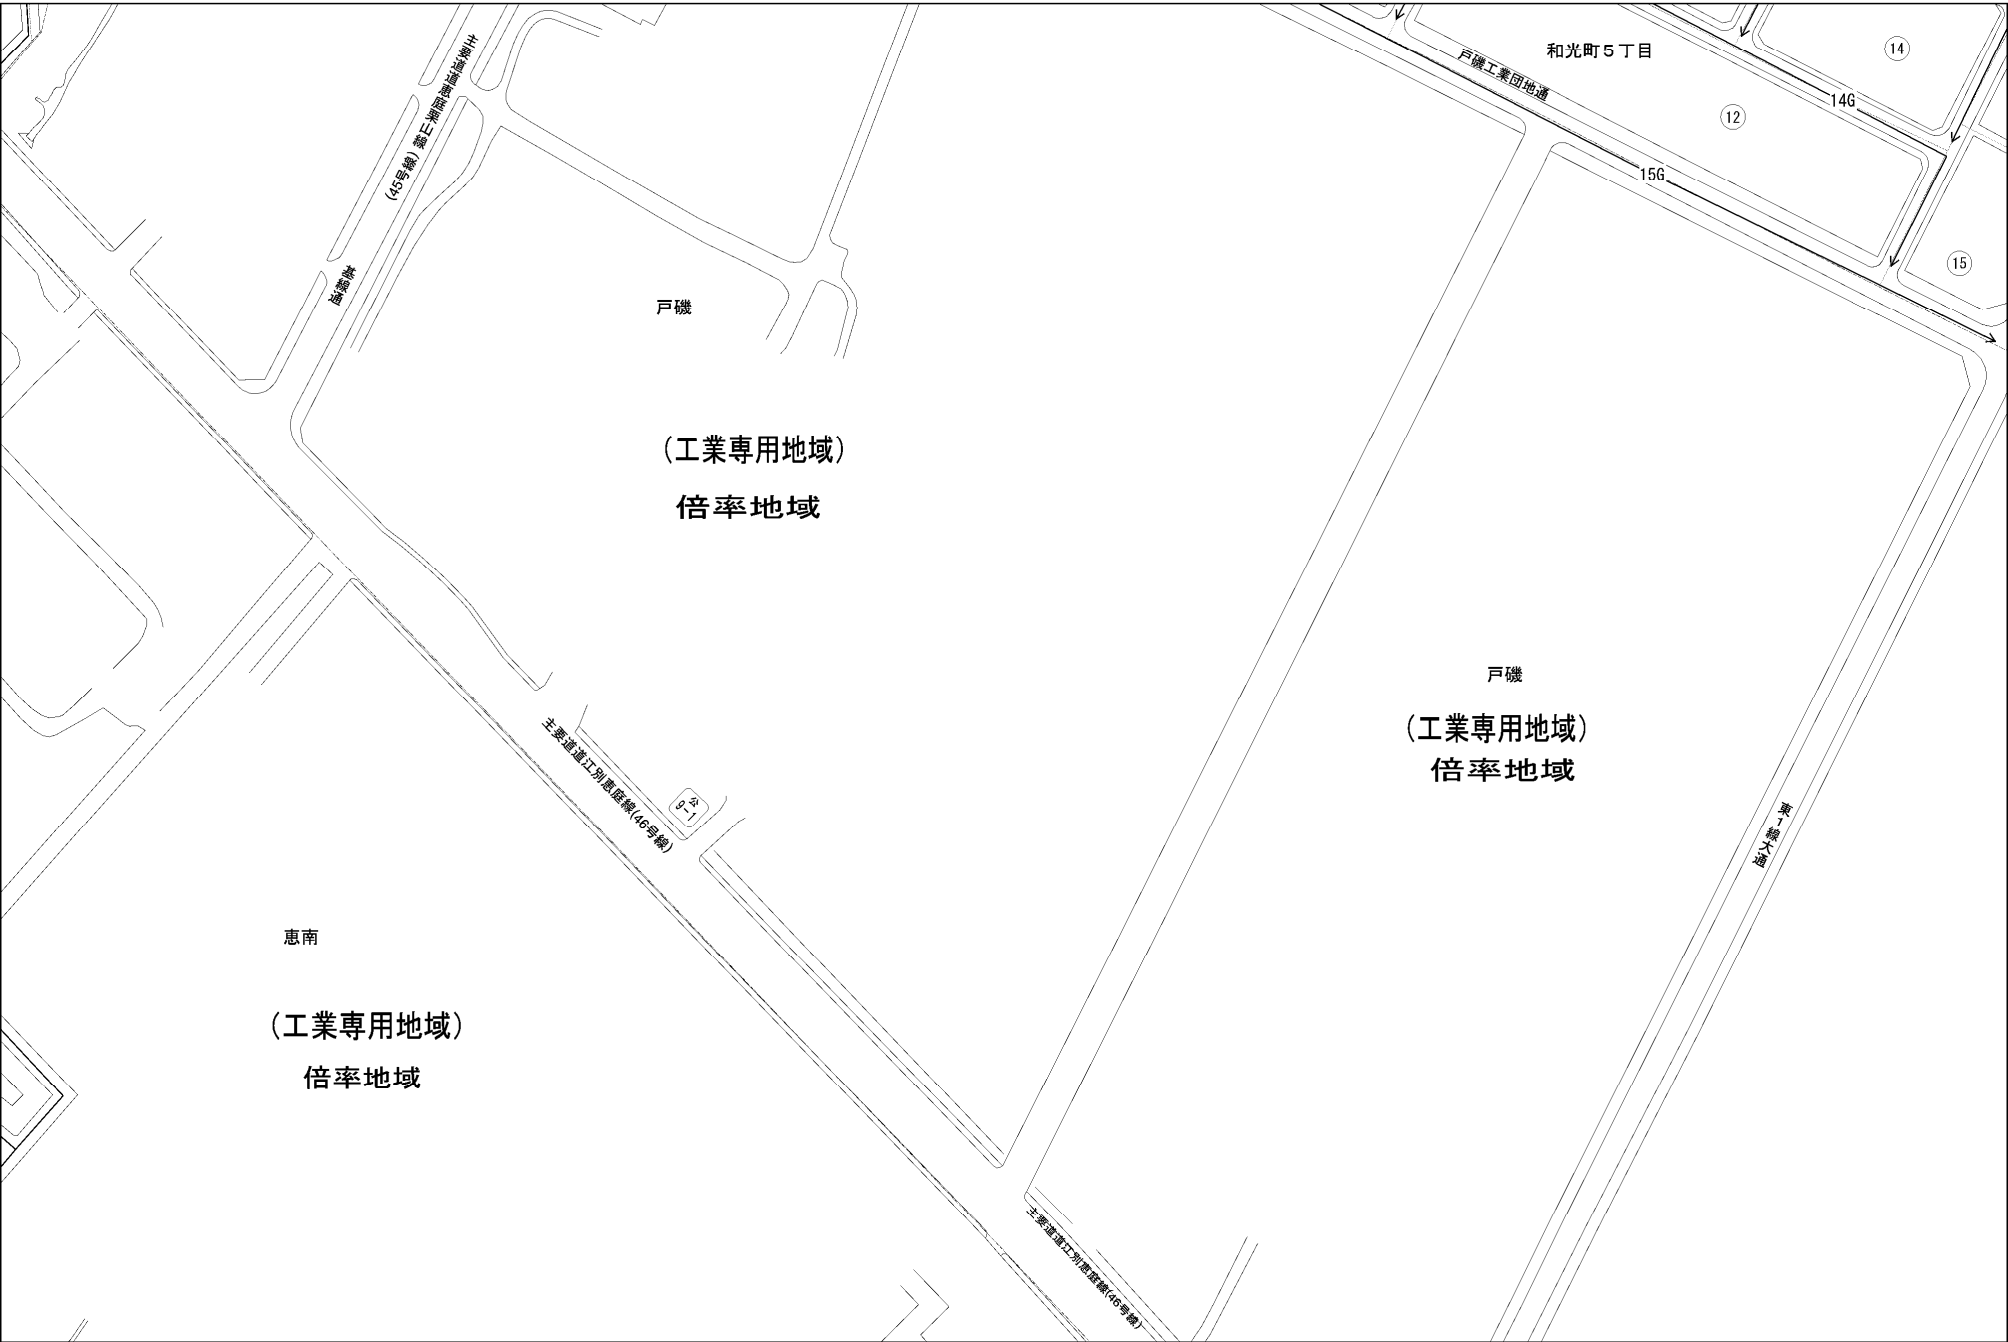 和光町5丁目
14
戸磯工業団地通
14G
12
15G
15
主要道道恵庭栗山線(45号線)
基線通
戸磯
(工業専用地域)
倍率地域
戸磯
(工業専用地域)
倍率地域
主要道道江別恵庭線(46号線)
公
9-1
東1線大通
恵南
(工業専用地域)
倍率地域
主要道道江別恵庭線(46号線)